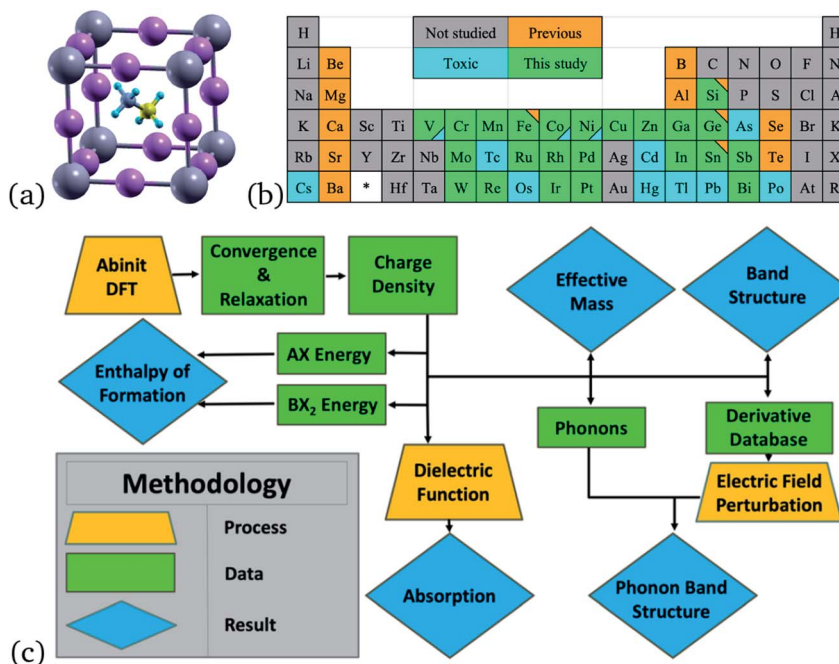 (a)
(b)
H Not studied Previous H
Li Be Toxic This study B C N O F N
Na Mg Al Si P S Cl A
K Ca Sc Ti V Cr Mn Fe Co Ni Cu Zn Ga Ge As Se Br K
Rb Sr Y Zr Nb Mo Tc Ru Rh Pd Ag Cd In Sn Sb Te I X
Cs Ba * Hf Ta W Re Os Ir Pt Au Hg Tl Pb Bi Po At R
Abinit
DFT
Convergence
&
Relaxation
Charge
Density
Effective
Mass
Band
Structure
AX Energy
Enthalpy of
Formation
BX₂ Energy
Phonons
Derivative
Database
Dielectric
Function
Electric Field
Perturbation
Absorption
Phonon Band
Structure
Methodology
Process
Data
Result
(c)